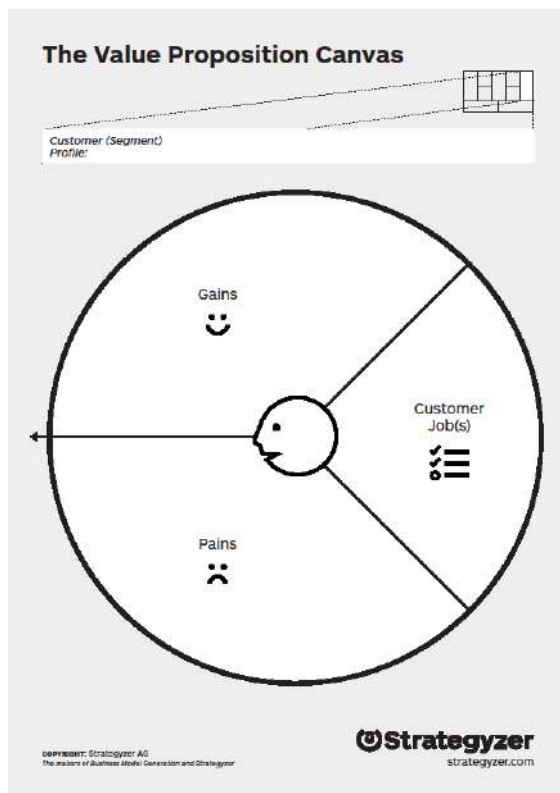 The Value Proposition Canvas
Customer (Segment)
Profile:
Gains
Customer
Job(s)
Pains
COPYRIGHT: Strategyzer AG
The makers of Business Model Generation and Strategyzer
Strategyzer
strategyzer.com